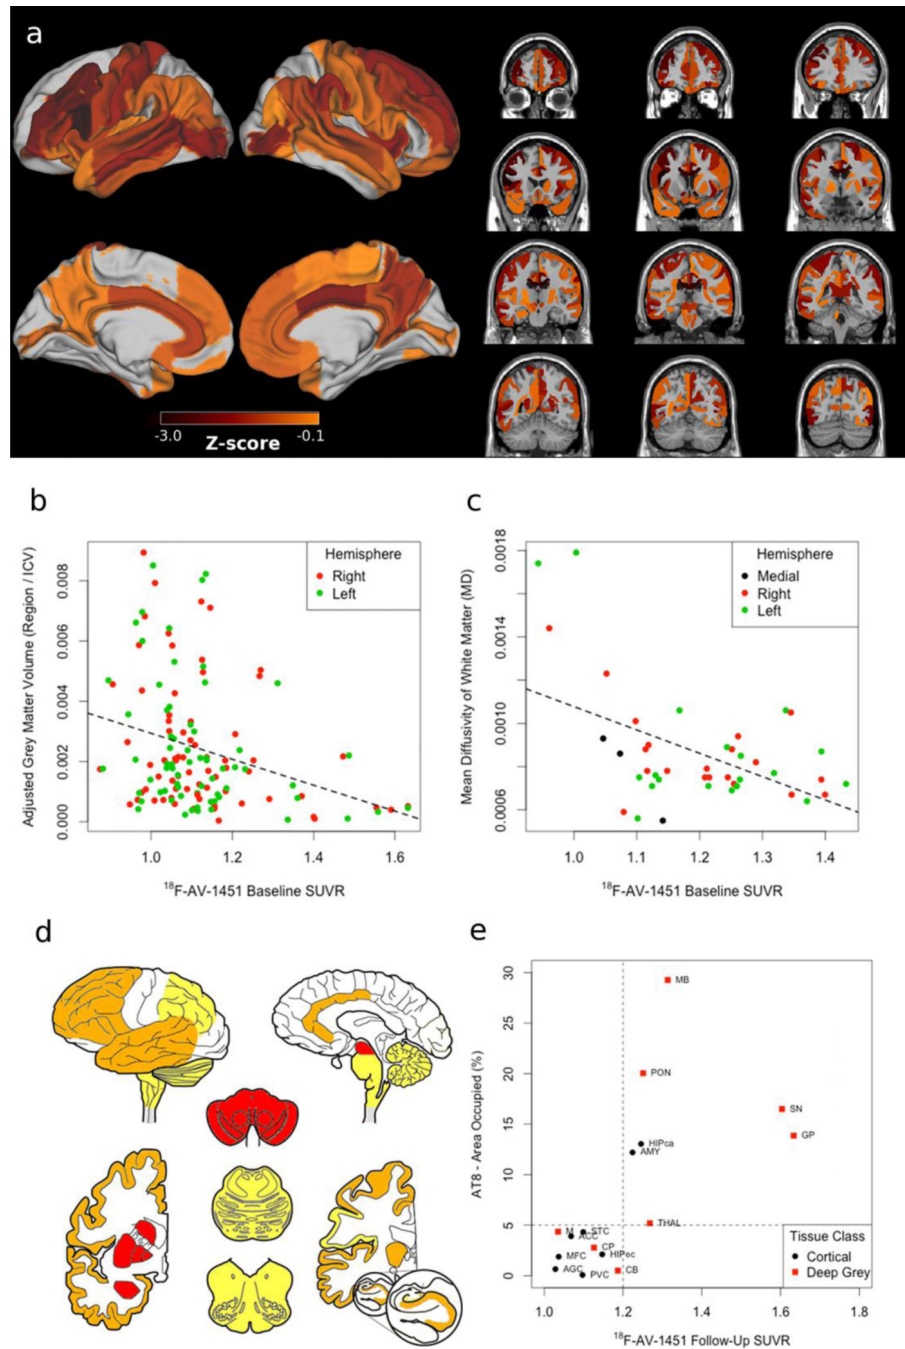 a
-3.0
-0.1
Z-score
b
Adjusted Grey Matter Volume (Region / ICV)
0.008
0.006
0.004
0.002
0.000
Hemisphere
Right
Left
1.0 1.2 1.4 1.6
18F-AV-1451 Baseline SUVR
c
Mean Diffusivity of White Matter (MD)
0.0018
0.0014
0.0010
0.0006
Hemisphere
Medial
Right
Left
1.0 1.1 1.2 1.3 1.4
18F-AV-1451 Baseline SUVR
d
e
AT8 - Area Occupied (%)
30
25
20
15
10
5
0
MB
PON
SN
GP
HIPca
AMY
THAL
M
STC
ACC
CP
MFC
HIPec
AGC
PVC
CB
Tissue Class
Cortical
Deep Grey
1.0 1.2 1.4 1.6 1.8
18F-AV-1451 Follow-Up SUVR